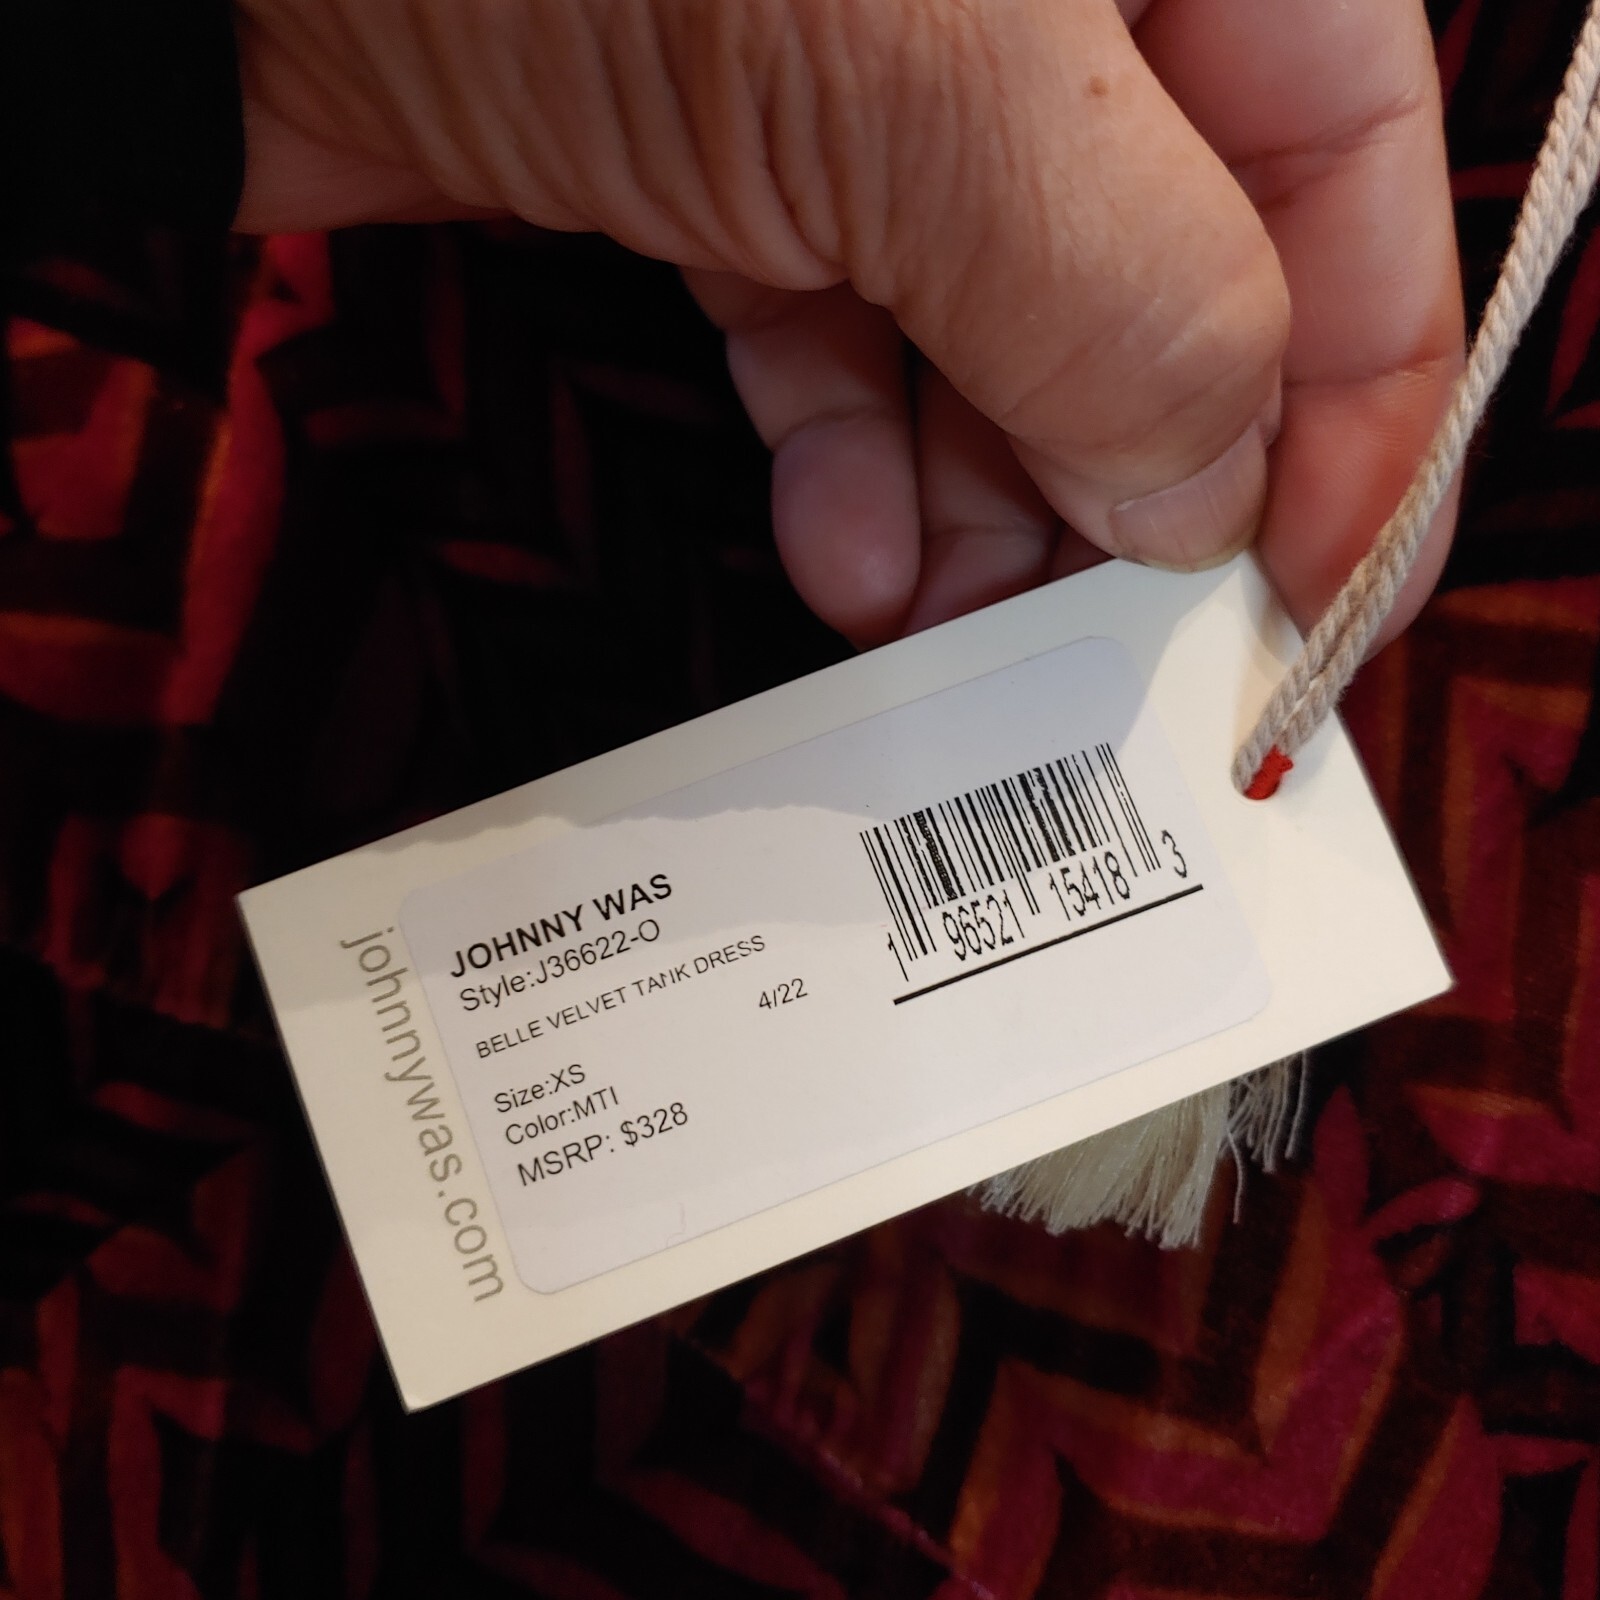 JOHNNY WAS
Style:J36622-O
BELLE VELVET TANK DRESS
4/22
Size:XS
Color:MTI
MSRP: $328
1 96521 15418 3
johnnywas.com